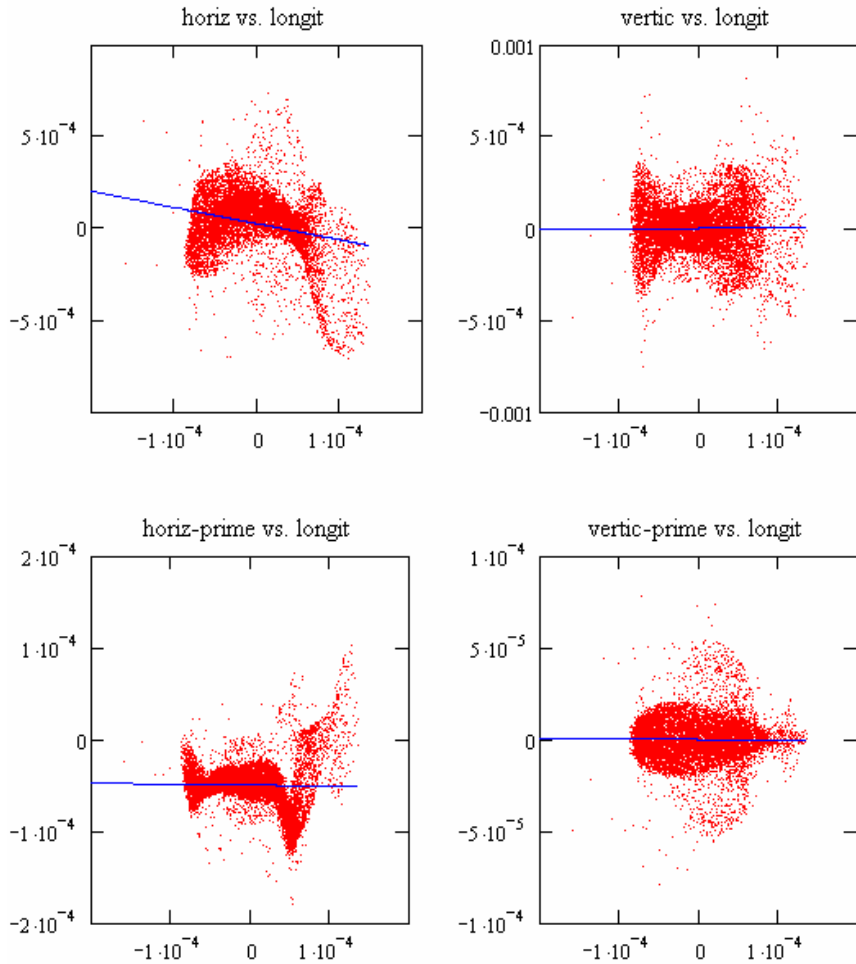 horiz vs. longit
5·10⁻⁴
0
−5·10⁻⁴
−1·10⁻⁴ 0 1·10⁻⁴
vertic vs. longit
0.001
5·10⁻⁴
0
−5·10⁻⁴
−0.001
−1·10⁻⁴ 0 1·10⁻⁴
horiz-prime vs. longit
2·10⁻⁴
1·10⁻⁴
0
−1·10⁻⁴
−2·10⁻⁴
−1·10⁻⁴ 0 1·10⁻⁴
vertic-prime vs. longit
1·10⁻⁴
5·10⁻⁵
0
−5·10⁻⁵
−1·10⁻⁴
−1·10⁻⁴ 0 1·10⁻⁴